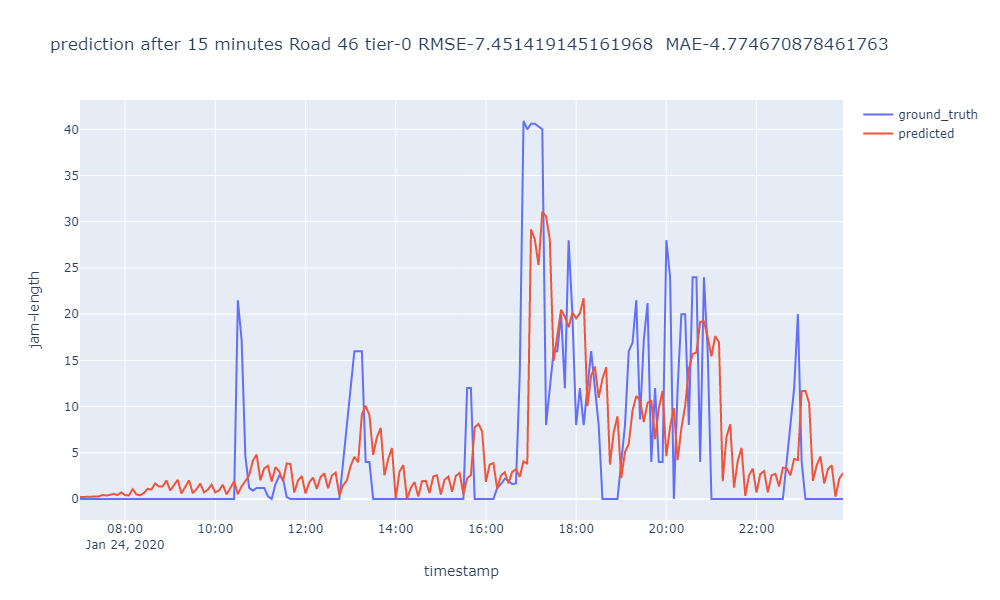 prediction after 15 minutes Road 46 tier-0 RMSE-7.451419145161968  MAE-4.774670878461763
ground_truth
predicted
40
35
30
25
20
15
10
5
0
jam-length
08:00 10:00 12:00 14:00 16:00 18:00 20:00 22:00
Jan 24, 2020
timestamp